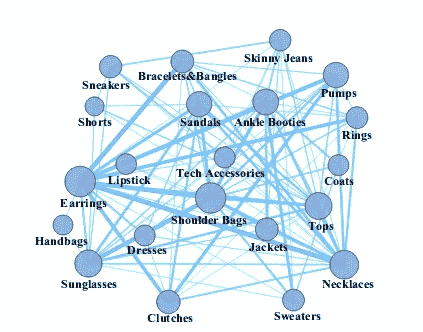 Skinny Jeans
Bracelets&Bangles
Sneakers
Pumps
Shorts
Sandals
Ankle Booties
Rings
Tech Accessories
Lipstick
Coats
Earrings
Shoulder Bags
Tops
Handbags
Dresses
Jackets
Sunglasses
Necklaces
Clutches
Sweaters